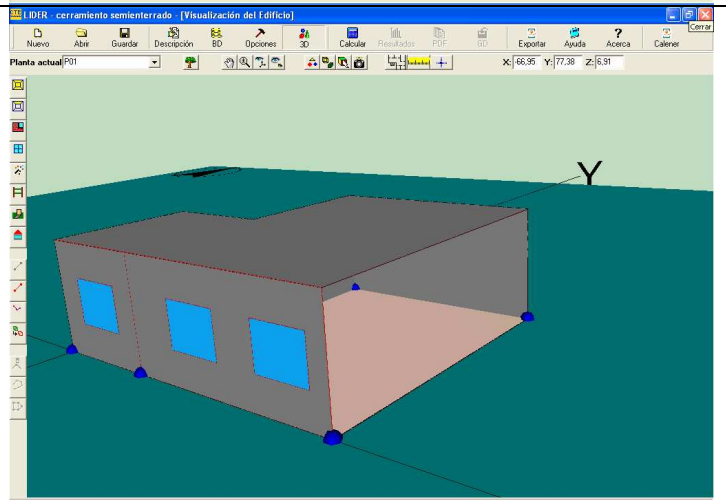 LIDER - cerramiento semienterrado - [Visualización del Edificio]
Cerrar
Nuevo Abrir Guardar Descripción BD Opciones 3D Calcular Resultados PDF GD Exportar Ayuda Acerca Calener
Planta actual P01 X: -66,95 Y: 77,38 Z: 6,91
Y